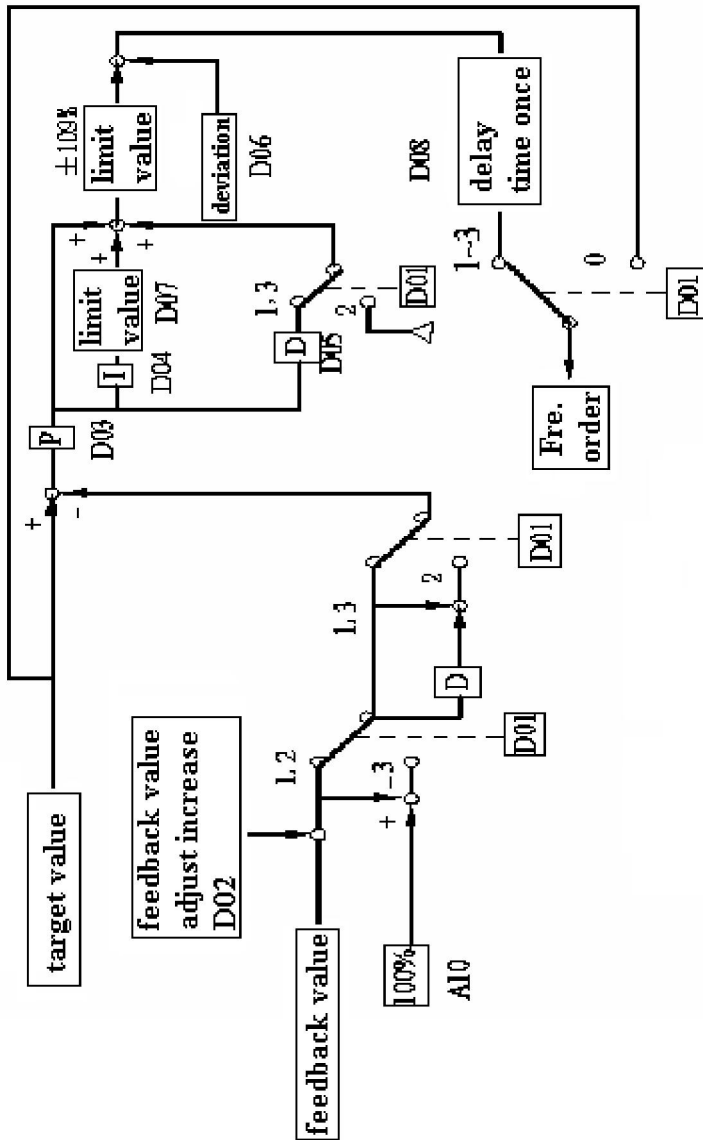 target value
+
-
P
D03
I
D04
limit
value
D07
+
+
+
±109%
limit
value
deviation
D06
D
D05
1, 3
2
D01
delay
time once
D08
1~3
0
D01
Fre.
order
feedback value
adjust increase
D02
feedback value
1, 2
-3
+
100%
A10
D01
D
1, 3
2
D01